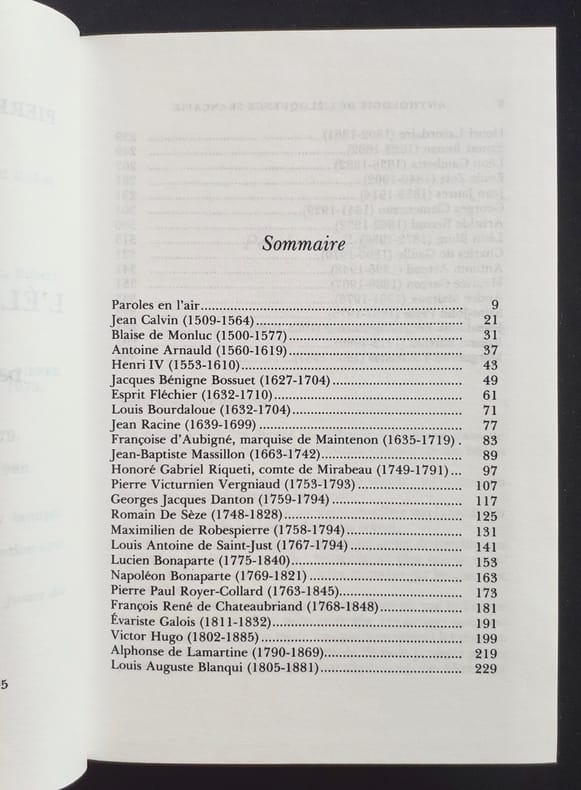 Sommaire
Paroles en l'air 9
Jean Calvin (1509-1564) 21
Blaise de Monluc (1500-1577) 31
Antoine Arnauld (1560-1619) 37
Henri IV (1553-1610) 43
Jacques Bénigne Bossuet (1627-1704) 49
Esprit Fléchier (1632-1710) 61
Louis Bourdaloue (1632-1704) 71
Jean Racine (1639-1699) 77
Françoise d'Aubigné, marquise de Maintenon (1635-1719) . 83
Jean-Baptiste Massillon (1663-1742) 89
Honoré Gabriel Riqueti, comte de Mirabeau (1749-1791)... 97
Pierre Victurnien Vergniaud (1753-1793) 107
Georges Jacques Danton (1759-1794) 117
Romain De Sèze (1748-1828) 125
Maximilien de Robespierre (1758-1794) 131
Louis Antoine de Saint-Just (1767-1794) 141
Lucien Bonaparte (1775-1840) 153
Napoléon Bonaparte (1769-1821) 163
Pierre Paul Royer-Collard (1763-1845) 173
François René de Chateaubriand (1768-1848) 181
Évariste Galois (1811-1832) 191
Victor Hugo (1802-1885) 199
Alphonse de Lamartine (1790-1869) 219
Louis Auguste Blanqui (1805-1881) 229
5